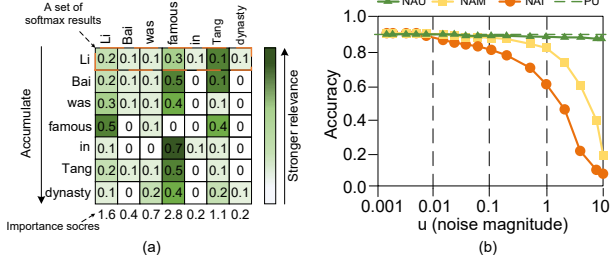 A set of
softmax results
Li Bai was famous in Tang dynasty
Li 0.2 0.1 0.1 0.3 0.1 0.1 0.1
Bai 0.2 0.1 0.1 0.5 0 0.1 0
was 0.3 0.1 0.1 0.4 0 0.1 0
famous 0.5 0 0.1 0 0 0.4 0
in 0.1 0 0 0.7 0.1 0.1 0
Tang 0.2 0.1 0.1 0.5 0 0.1 0
dynasty 0.1 0 0.2 0.4 0 0.2 0.1
1.6 0.4 0.7 2.8 0.2 1.1 0.2
Accumulate
Importance socres
Stronger relevance
(a)
NAU NAM NAI PU
Accuracy
1.0
0.8
0.6
0.4
0.2
0.0
0.001 0.01 0.1 1 10
u (noise magnitude)
(b)